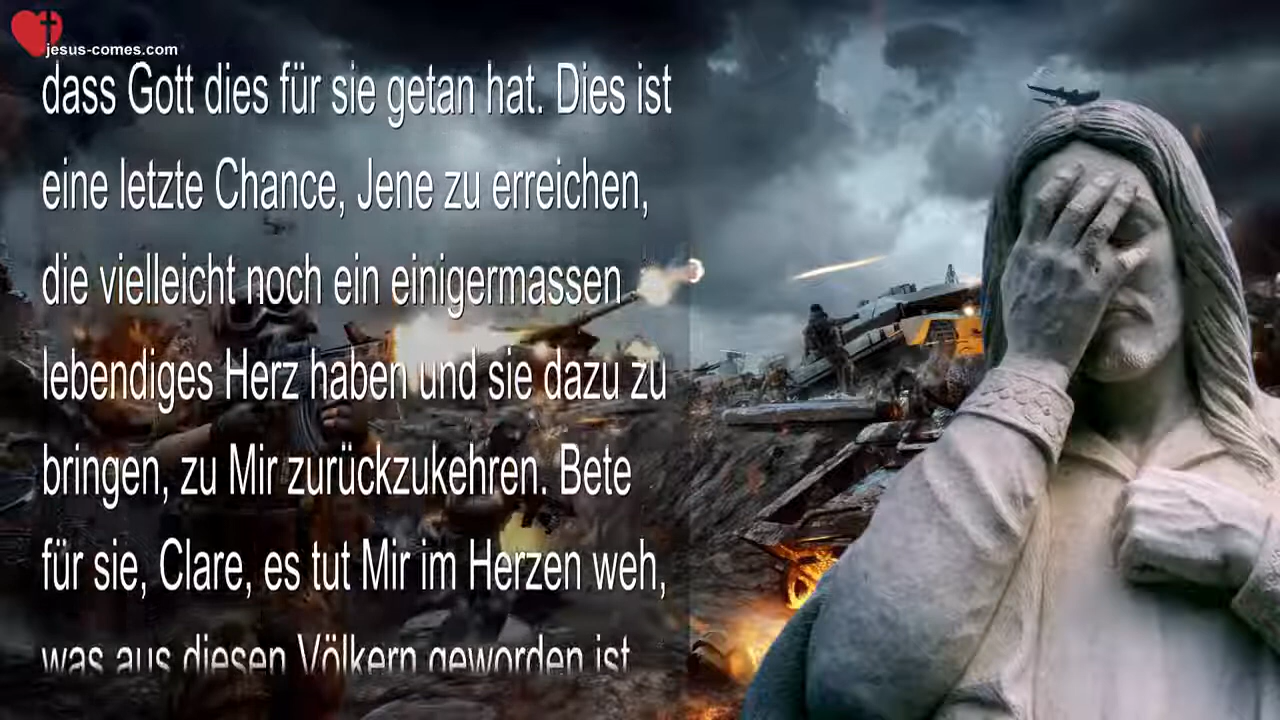 jesus-comes.com
dass Gott dies für sie getan hat. Dies ist
eine letzte Chance, Jene zu erreichen,
die vielleicht noch ein einigermassen
lebendiges Herz haben und sie dazu zu
bringen, zu Mir zurückzukehren. Bete
für sie, Clare, es tut Mir im Herzen weh,
was aus diesen Völkern geworden ist